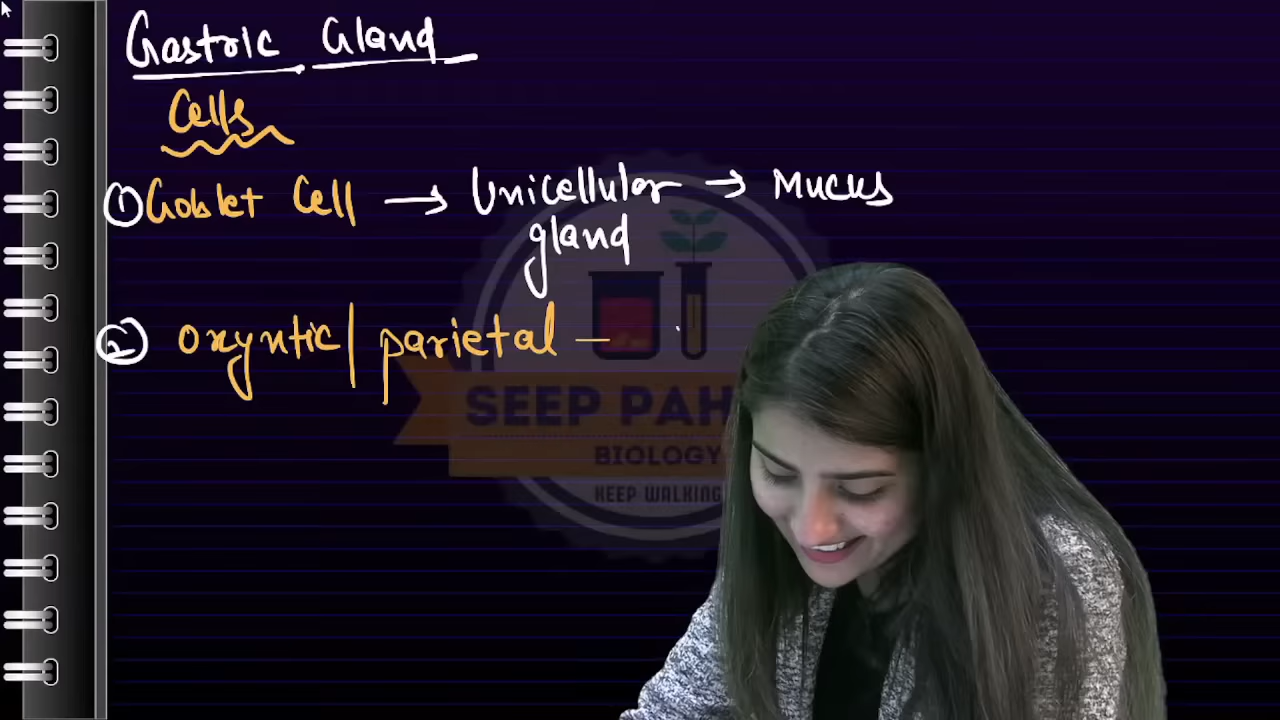 Gastric Gland
Cells
① Goblet Cell → Unicellular → Mucus
gland
② Oxyntic/parietal —
SEEP PAH
BIOLOGY
KEEP WALKING